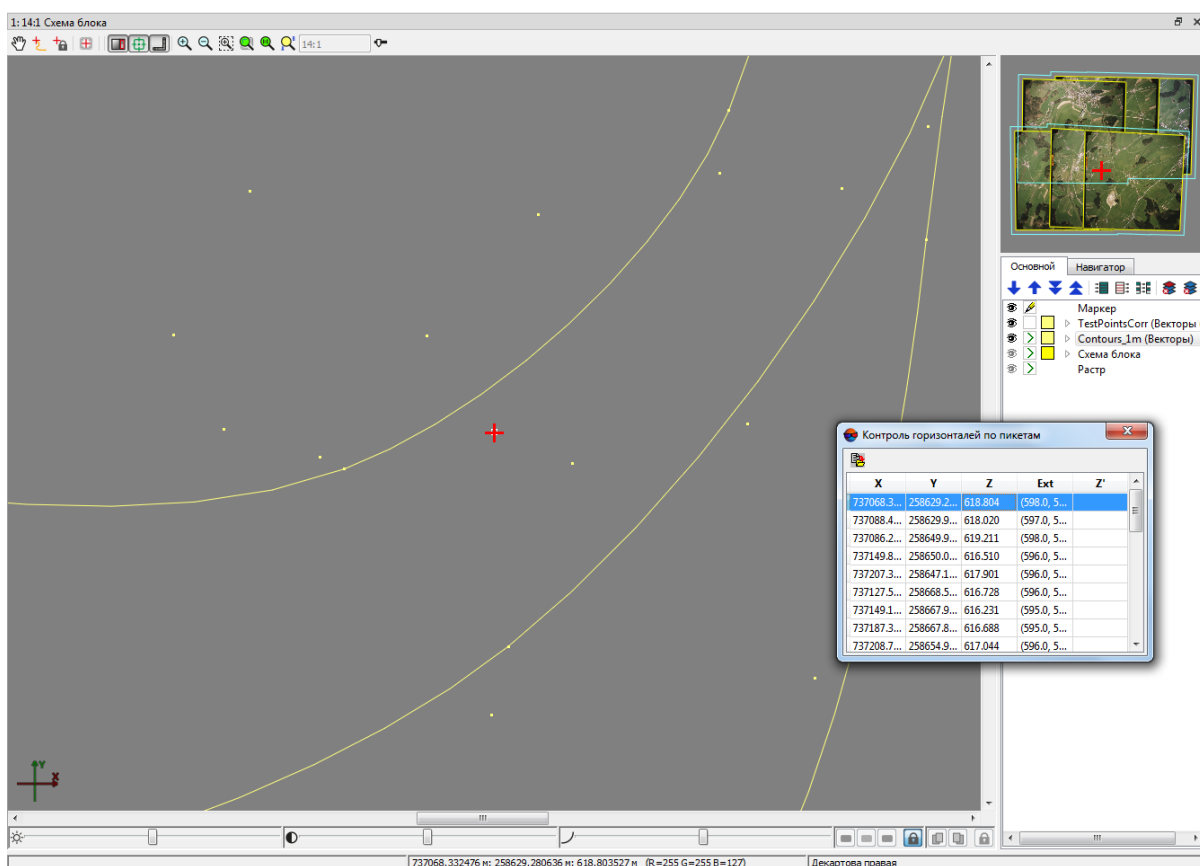 1: 14:1 Схема блока
14:1
Основной Навигатор
Маркер
TestPointsCorr (Векторы
Contours_1m (Векторы)
Схема блока
Растр
Контроль горизонталей по пикетам
X Y Z Ext Z'
737068.3... 258629.2... 618.804 (598.0, 5...
737088.4... 258629.9... 618.020 (597.0, 5...
737086.2... 258649.9... 619.211 (598.0, 5...
737149.8... 258650.0... 616.510 (596.0, 5...
737207.3... 258647.1... 617.901 (596.0, 5...
737127.5... 258668.5... 616.728 (596.0, 5...
737149.1... 258667.9... 616.231 (595.0, 5...
737187.3... 258667.8... 616.688 (595.0, 5...
737208.7... 258654.9... 617.044 (596.0, 5...
Y
X
737068.332476 м; 258629.280636 м; 618.803527 м (R=255 G=255 B=127) Декартова правая